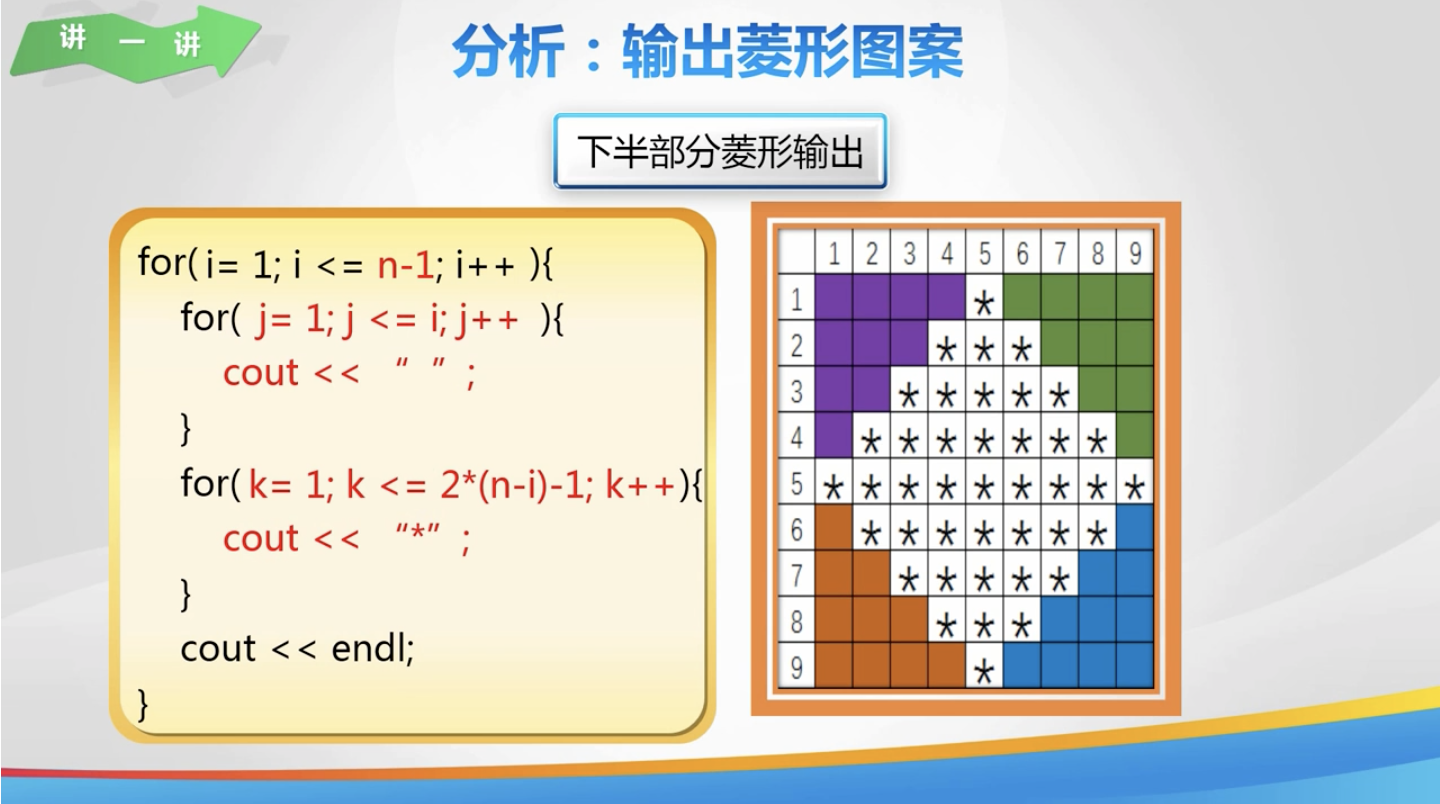 讲一讲
分析：输出菱形图案
下半部分菱形输出
for( i= 1; i <= n-1; i++ ){
for( j= 1; j <= i; j++ ){
cout << “ ” ;
}
for( k= 1; k <= 2*(n-i)-1; k++){
cout << “*” ;
}
cout << endl;
}
1 2 3 4 5 6 7 8 9
1 *
2 * * *
3 * * * * *
4 * * * * * * *
5 * * * * * * * * *
6 * * * * * * *
7 * * * * *
8 * * *
9 *